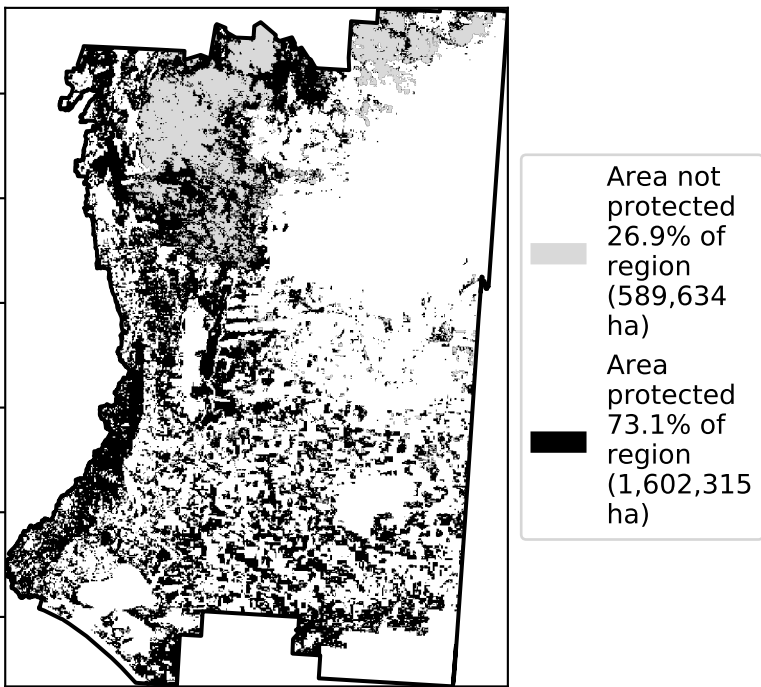 Area not
protected
26.9% of
region
(589,634
ha)
Area
protected
73.1% of
region
(1,602,315
ha)